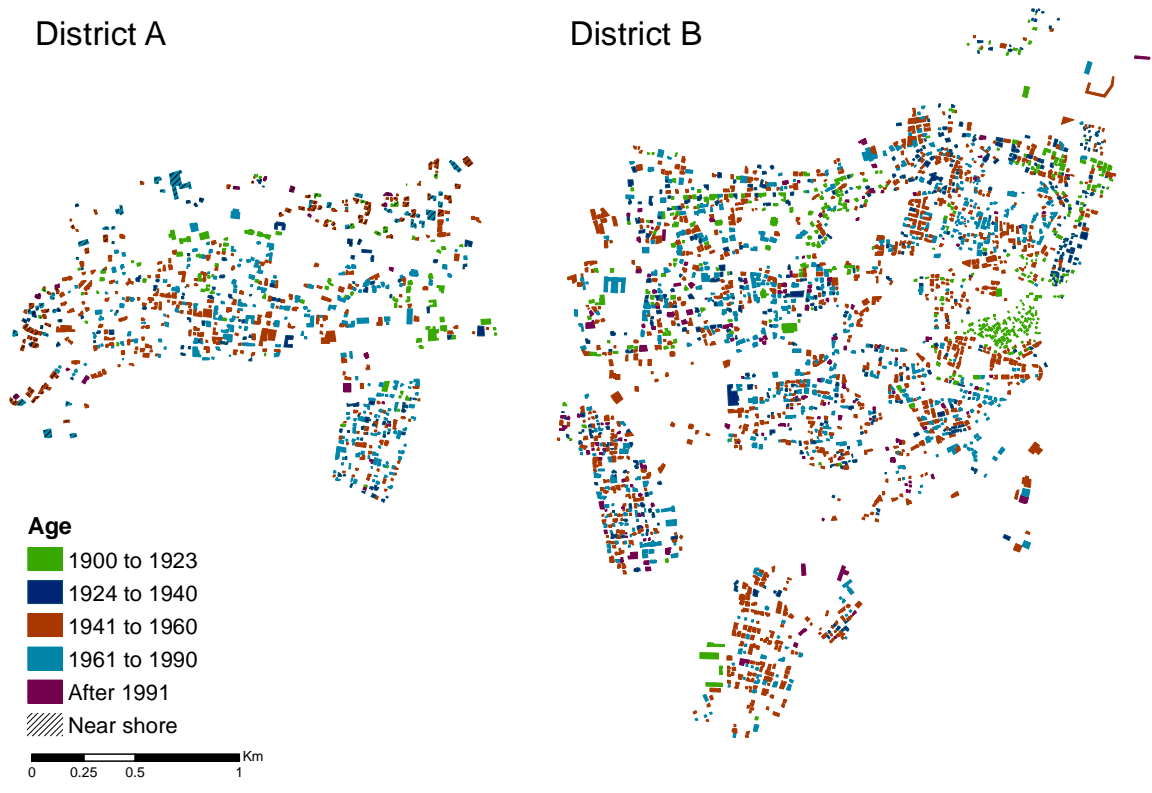 District A
District B
Age
1900 to 1923
1924 to 1940
1941 to 1960
1961 to 1990
After 1991
Near shore
Km
0 0.25 0.5 1